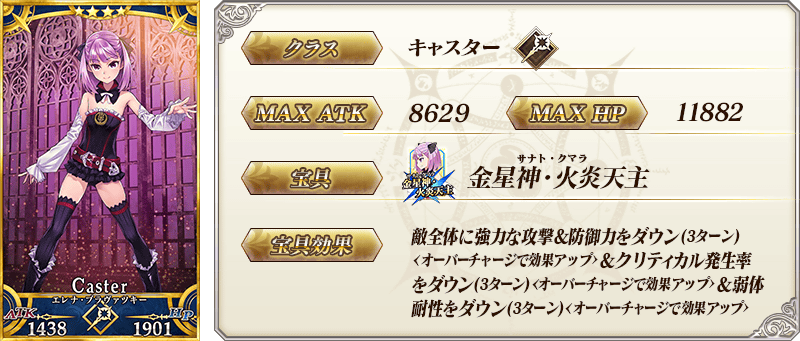 Caster
エレナ・ブラヴァツキー
ATK
HP
1438
1901
クラス
キャスター
MAX ATK
8629
MAX HP
11882
宝具
金星神・
火炎天主
サナト・クマラ
金星神・火炎天主
宝具効果
敵全体に強力な攻撃&防御力をダウン(3ターン)
<オーバーチャージで効果アップ>&クリティカル発生率
をダウン(3ターン)<オーバーチャージで効果アップ>&弱体
耐性をダウン(3ターン)<オーバーチャージで効果アップ>